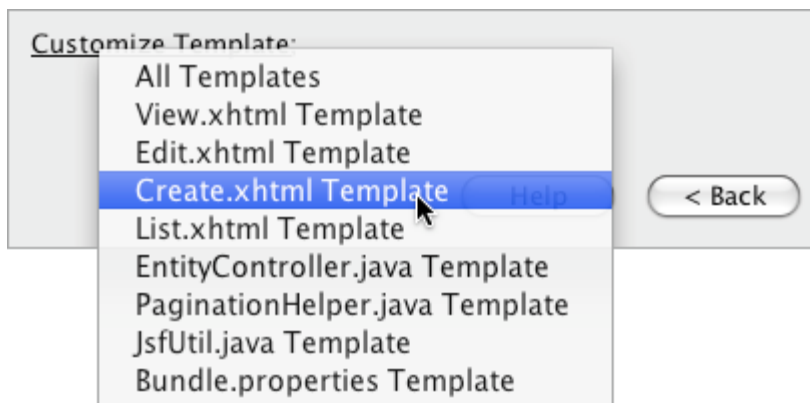 Customize Template:
All Templates
View.xhtml Template
Edit.xhtml Template
Create.xhtml Template
Help
< Back
List.xhtml Template
EntityController.java Template
PaginationHelper.java Template
JsfUtil.java Template
Bundle.properties Template